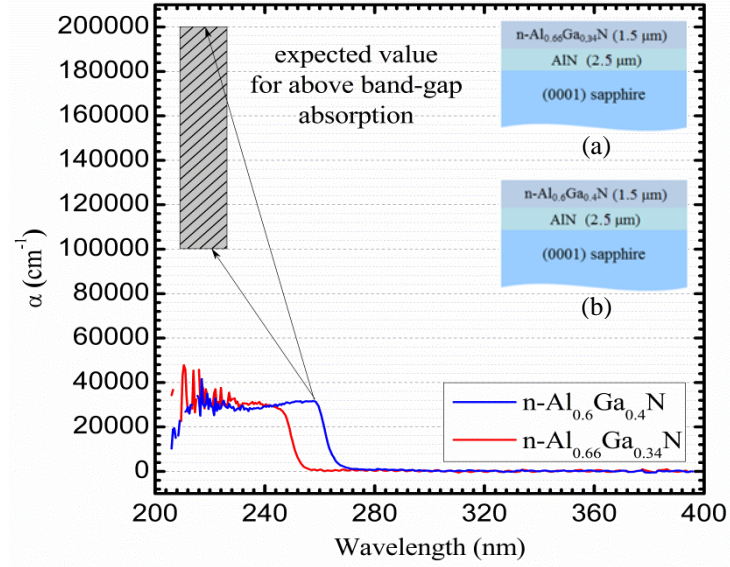 200000
180000
160000
140000
120000
100000
80000
60000
40000
20000
0
α (cm⁻¹)
200 240 280 320 360 400
Wavelength (nm)
expected value
for above band-gap
absorption
n-Al₀.₆₆Ga₀.₃₄N (1.5 μm)
AlN (2.5 μm)
(0001) sapphire
(a)
n-Al₀.₆Ga₀.₄N (1.5 μm)
AlN (2.5 μm)
(0001) sapphire
(b)
n-Al₀.₆Ga₀.₄N
n-Al₀.₆₆Ga₀.₃₄N